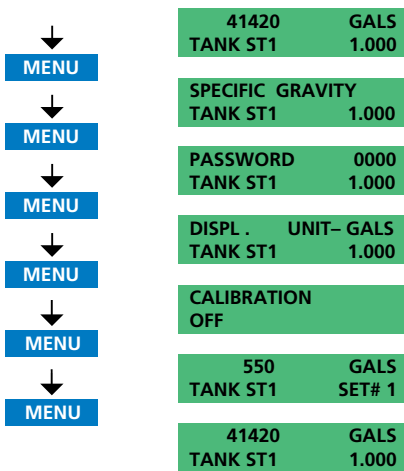 41420 GALS
TANK ST1 1.000
MENU
SPECIFIC GRAVITY
TANK ST1 1.000
MENU
PASSWORD 0000
TANK ST1 1.000
MENU
DISPL . UNIT– GALS
TANK ST1 1.000
MENU
CALIBRATION
OFF
MENU
550 GALS
TANK ST1 SET# 1
MENU
41420 GALS
TANK ST1 1.000